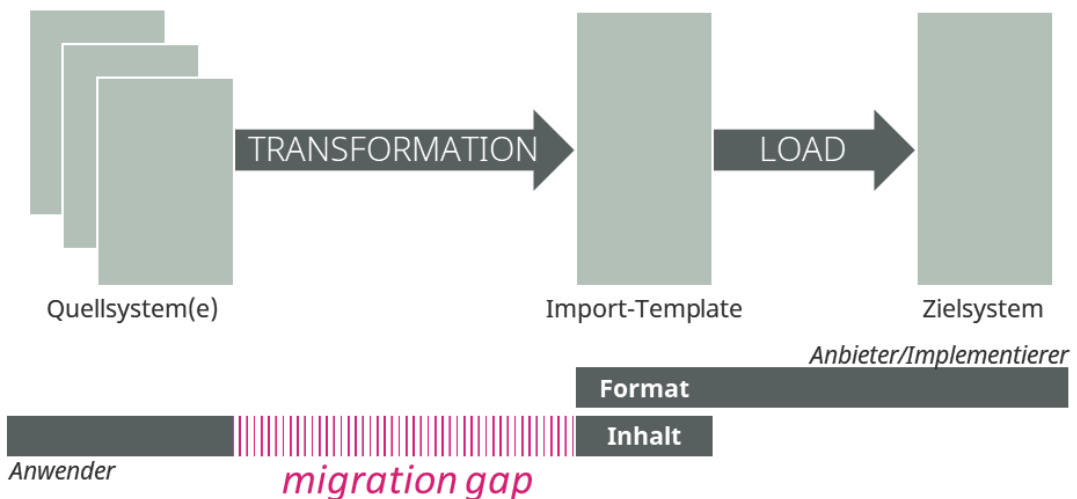 TRANSFORMATION
LOAD
Quellsystem(e)
Import-Template
Zielsystem
Anbieter/Implementierer
Format
Inhalt
Anwender
migration gap